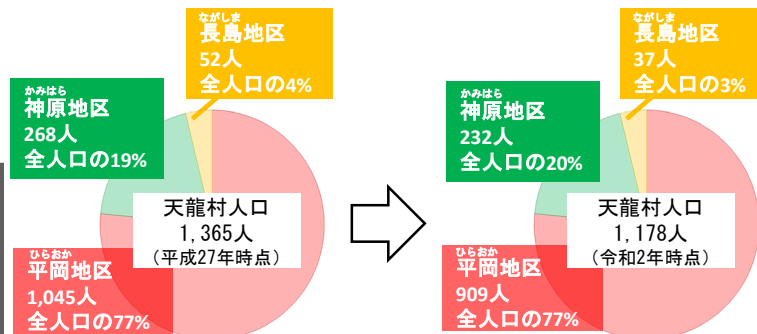 ながしま
長島地区
52人
全人口の4%
かみはら
神原地区
268人
全人口の19%
天龍村人口
1,365人
（平成27年時点）
ひらおか
平岡地区
1,045人
全人口の77%
ながしま
長島地区
37人
全人口の3%
かみはら
神原地区
232人
全人口の20%
天龍村人口
1,178人
（令和2年時点）
ひらおか
平岡地区
909人
全人口の77%